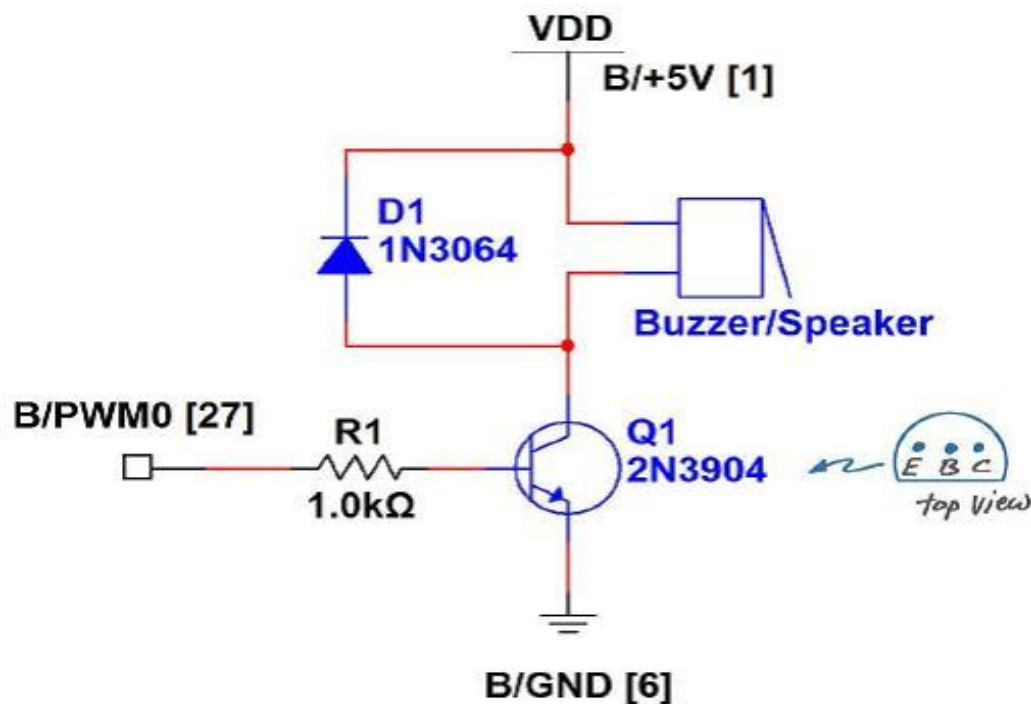 VDD
B/+5V [1]
D1
1N3064
Buzzer/Speaker
B/PWM0 [27]
R1
1.0kΩ
Q1
2N3904
E B C
top view
B/GND [6]